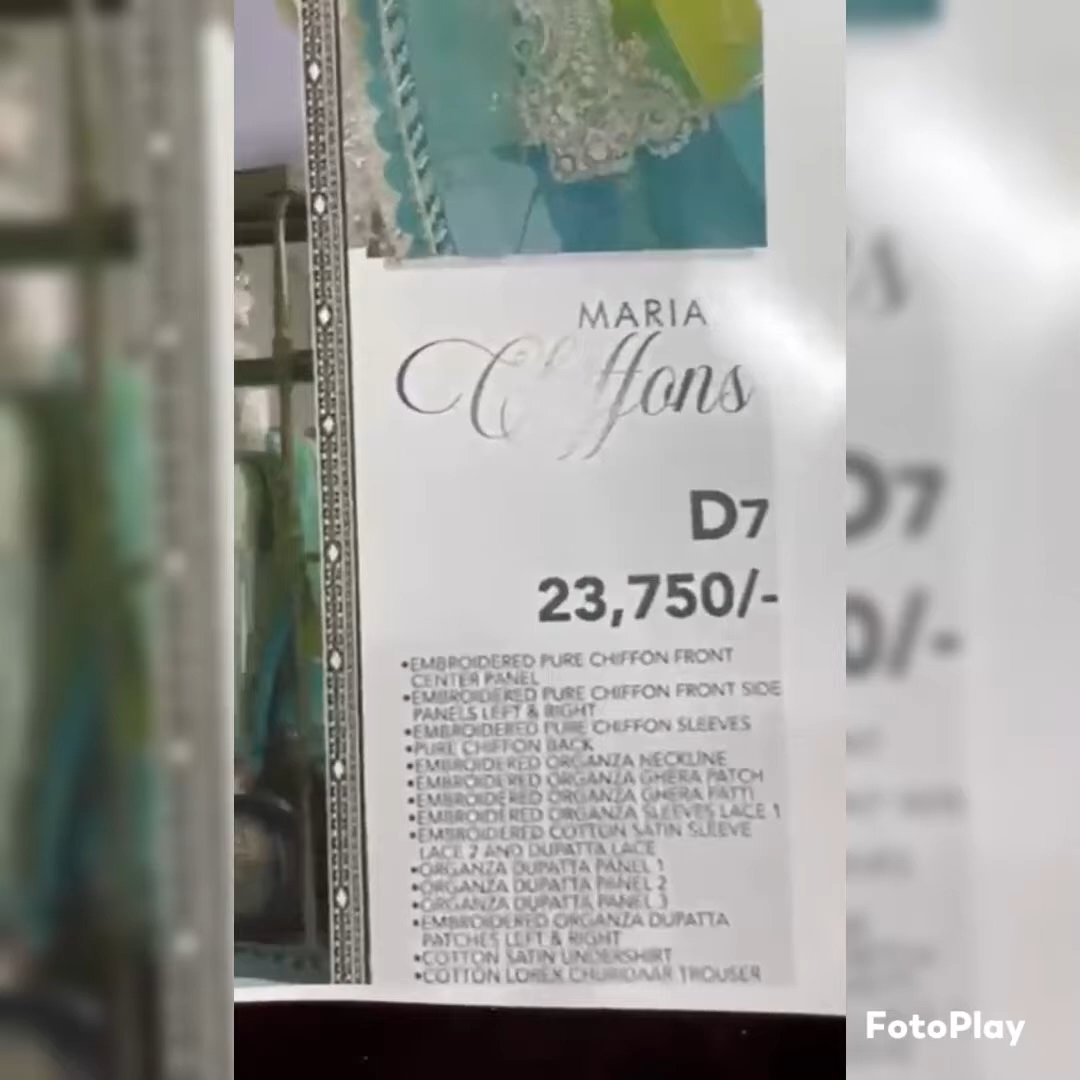 MARIA
Chiffons
D7
23,750/-
•EMBROIDERED PURE CHIFFON FRONT
CENTER PANEL
•EMBROIDERED PURE CHIFFON FRONT SIDE
PANELS LEFT & RIGHT
•EMBROIDERED PURE CHIFFON SLEEVES
•PURE CHIFFON BACK
•EMBROIDERED ORGANZA NECKLINE
•EMBROIDERED ORGANZA GHERA PATCH
•EMBROIDERED ORGANZA GHERA PATTI
•EMBROIDERED ORGANZA SLEEVES LACE 1
•EMBROIDERED COTTON SATIN SLEEVE
LACE 2 AND DUPATTA LACE
•ORGANZA DUPATTA PANEL 1
•ORGANZA DUPATTA PANEL 2
•ORGANZA DUPATTA PANEL 3
•EMBROIDERED ORGANZA DUPATTA
PATCHES LEFT & RIGHT
•COTTON SATIN UNDERSHIRT
•COTTON LOREX CHURIDAAR TROUSER
FotoPlay